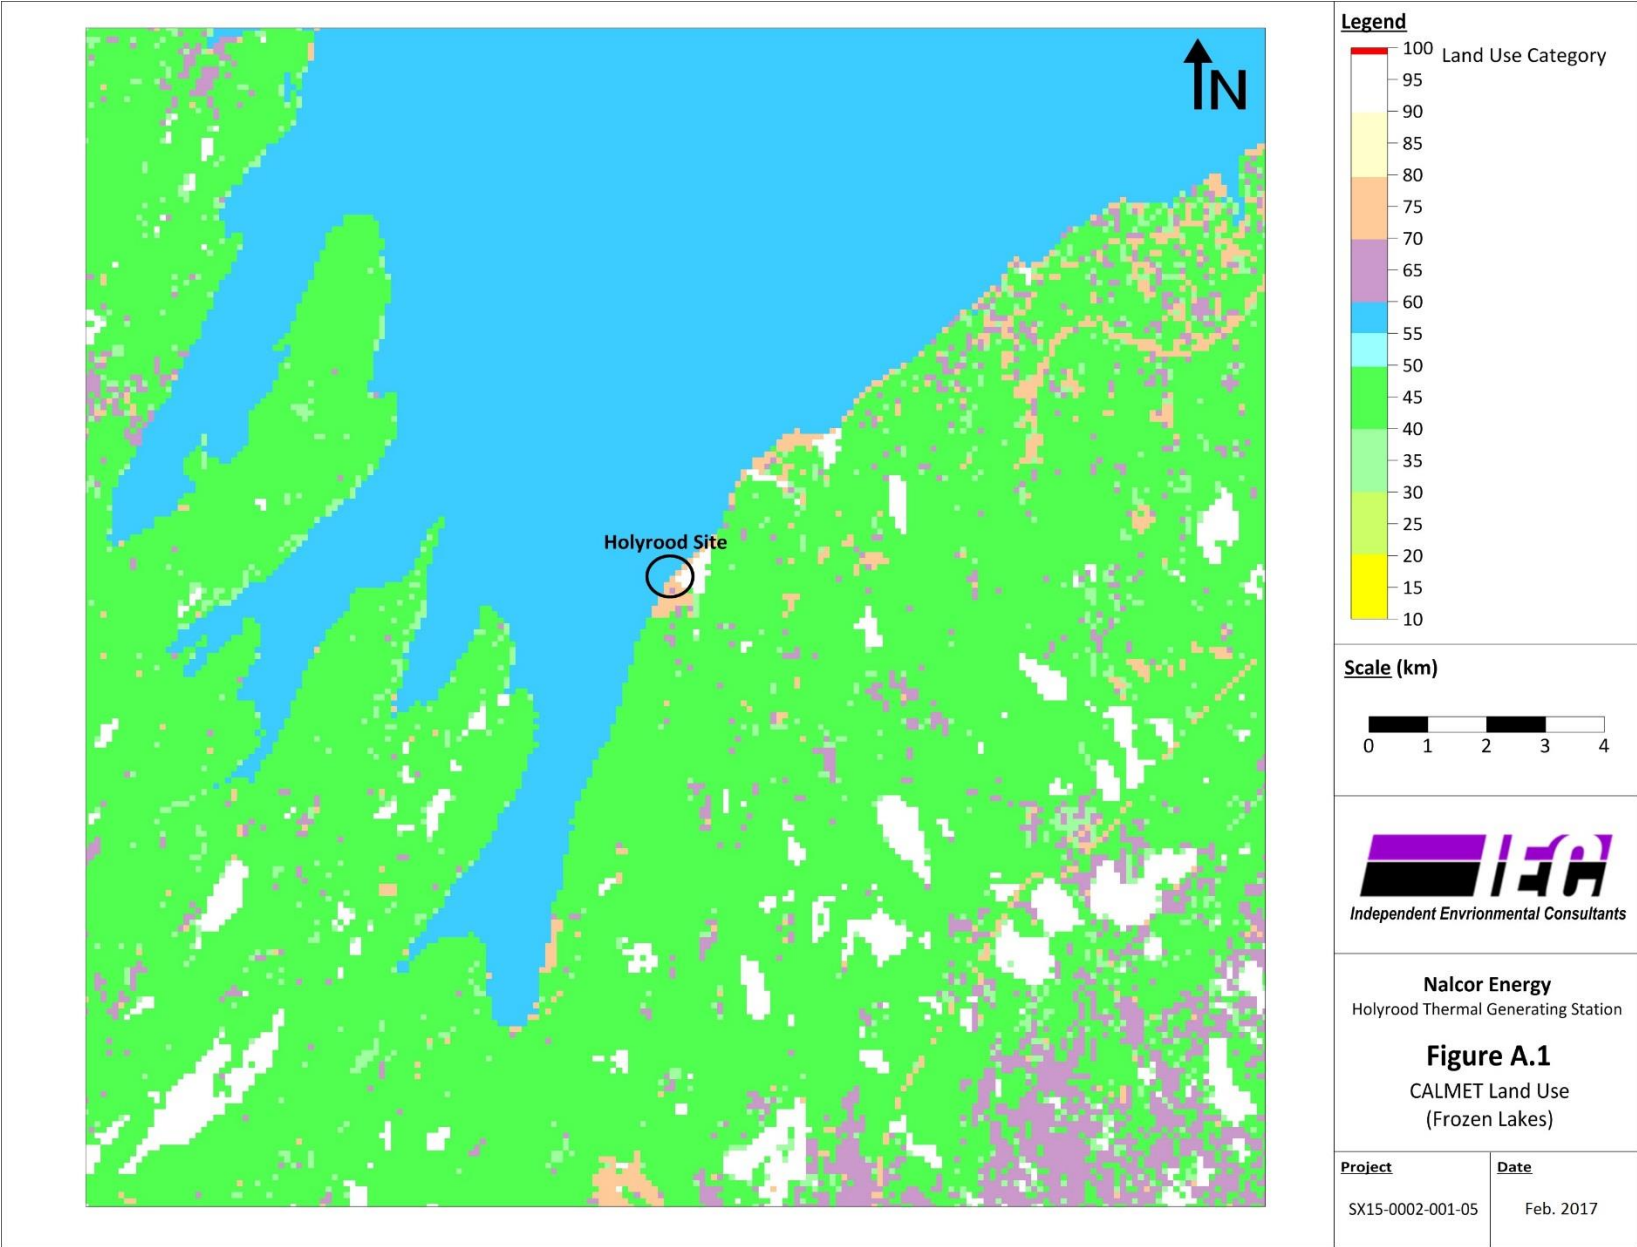 N
Holyrood Site
Legend
Land Use Category
100
95
90
85
80
75
70
65
60
55
50
45
40
35
30
25
20
15
10
Scale (km)
0 1 2 3 4
IEC
Independent Envrionmental Consultants
Nalcor Energy
Holyrood Thermal Generating Station
Figure A.1
CALMET Land Use
(Frozen Lakes)
Project
SX15-0002-001-05
Date
Feb. 2017